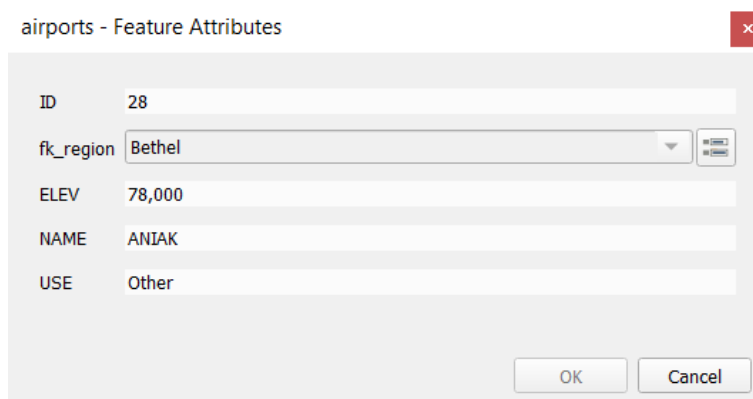 airports - Feature Attributes
ID 28
fk_region Bethel
ELEV 78,000
NAME ANIAK
USE Other
OK Cancel